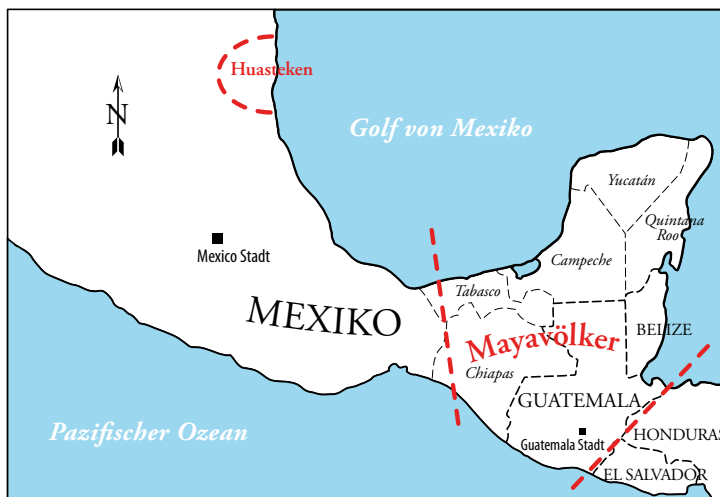 Huasteken
N
Golf von Mexiko
Yucatán
Quintana
Roo
Mexico Stadt
Campeche
Tabasco
MEXIKO
BELIZE
Mayavölker
Chiapas
GUATEMALA
Pazifischer Ozean
Guatemala Stadt
HONDURAS
EL SALVADOR